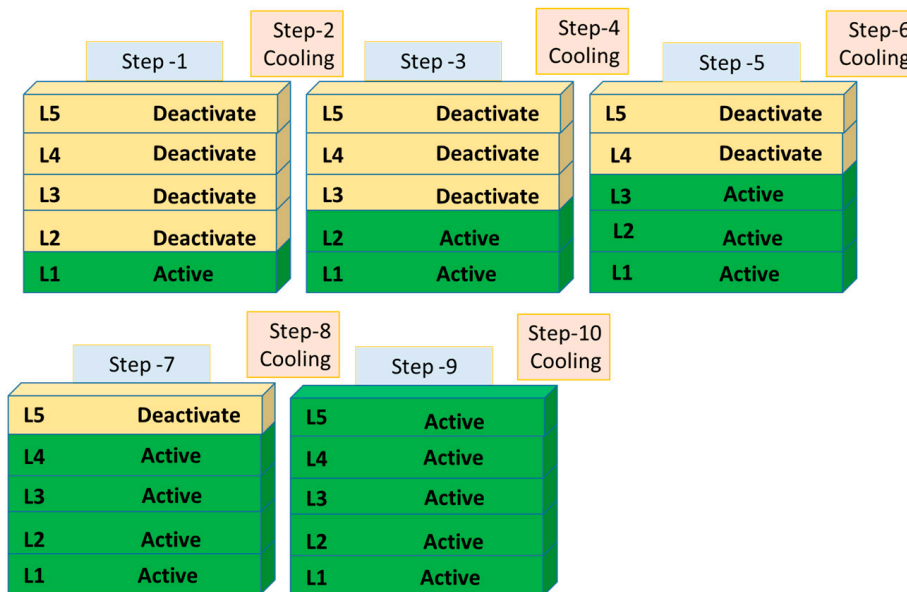 Step -1
Step-2
Cooling
L5 Deactivate
L4 Deactivate
L3 Deactivate
L2 Deactivate
L1 Active
Step -3
Step-4
Cooling
L5 Deactivate
L4 Deactivate
L3 Deactivate
L2 Active
L1 Active
Step -5
Step-6
Cooling
L5 Deactivate
L4 Deactivate
L3 Active
L2 Active
L1 Active
Step -7
Step-8
Cooling
L5 Deactivate
L4 Active
L3 Active
L2 Active
L1 Active
Step -9
Step-10
Cooling
L5 Active
L4 Active
L3 Active
L2 Active
L1 Active